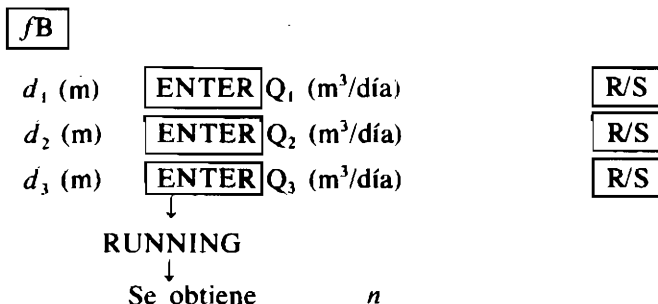 fB
d₁ (m) ENTER Q₁ (m³/día) R/S
d₂ (m) ENTER Q₂ (m³/día) R/S
d₃ (m) ENTER Q₃ (m³/día) R/S
↓
RUNNING
↓
Se obtiene n